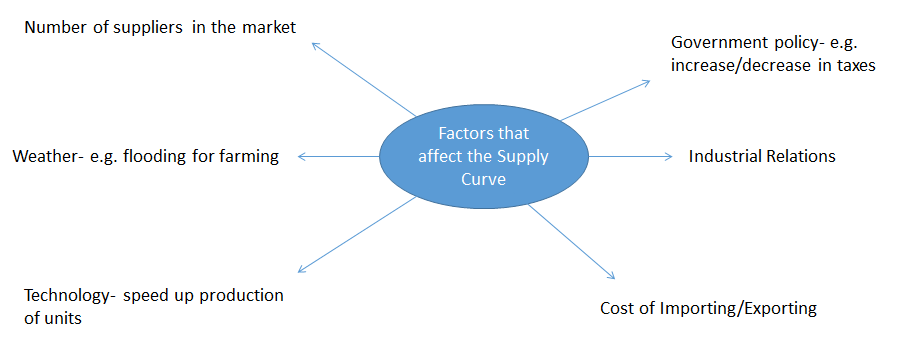 Number of suppliers in the market
Government policy- e.g.
increase/decrease in taxes
Factors that
affect the Supply
Curve
Weather- e.g. flooding for farming
Industrial Relations
Technology- speed up production
of units
Cost of Importing/Exporting